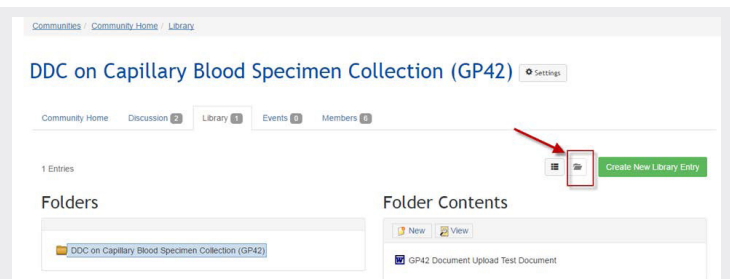 Communities / Community Home / Library
DDC on Capillary Blood Specimen Collection (GP42) Settings
Community Home Discussion 2 Library 1 Events 0 Members 6
1 Entries
Create New Library Entry
Folders
Folder Contents
New View
DDC on Capillary Blood Specimen Collection (GP42)
GP42 Document Upload Test Document